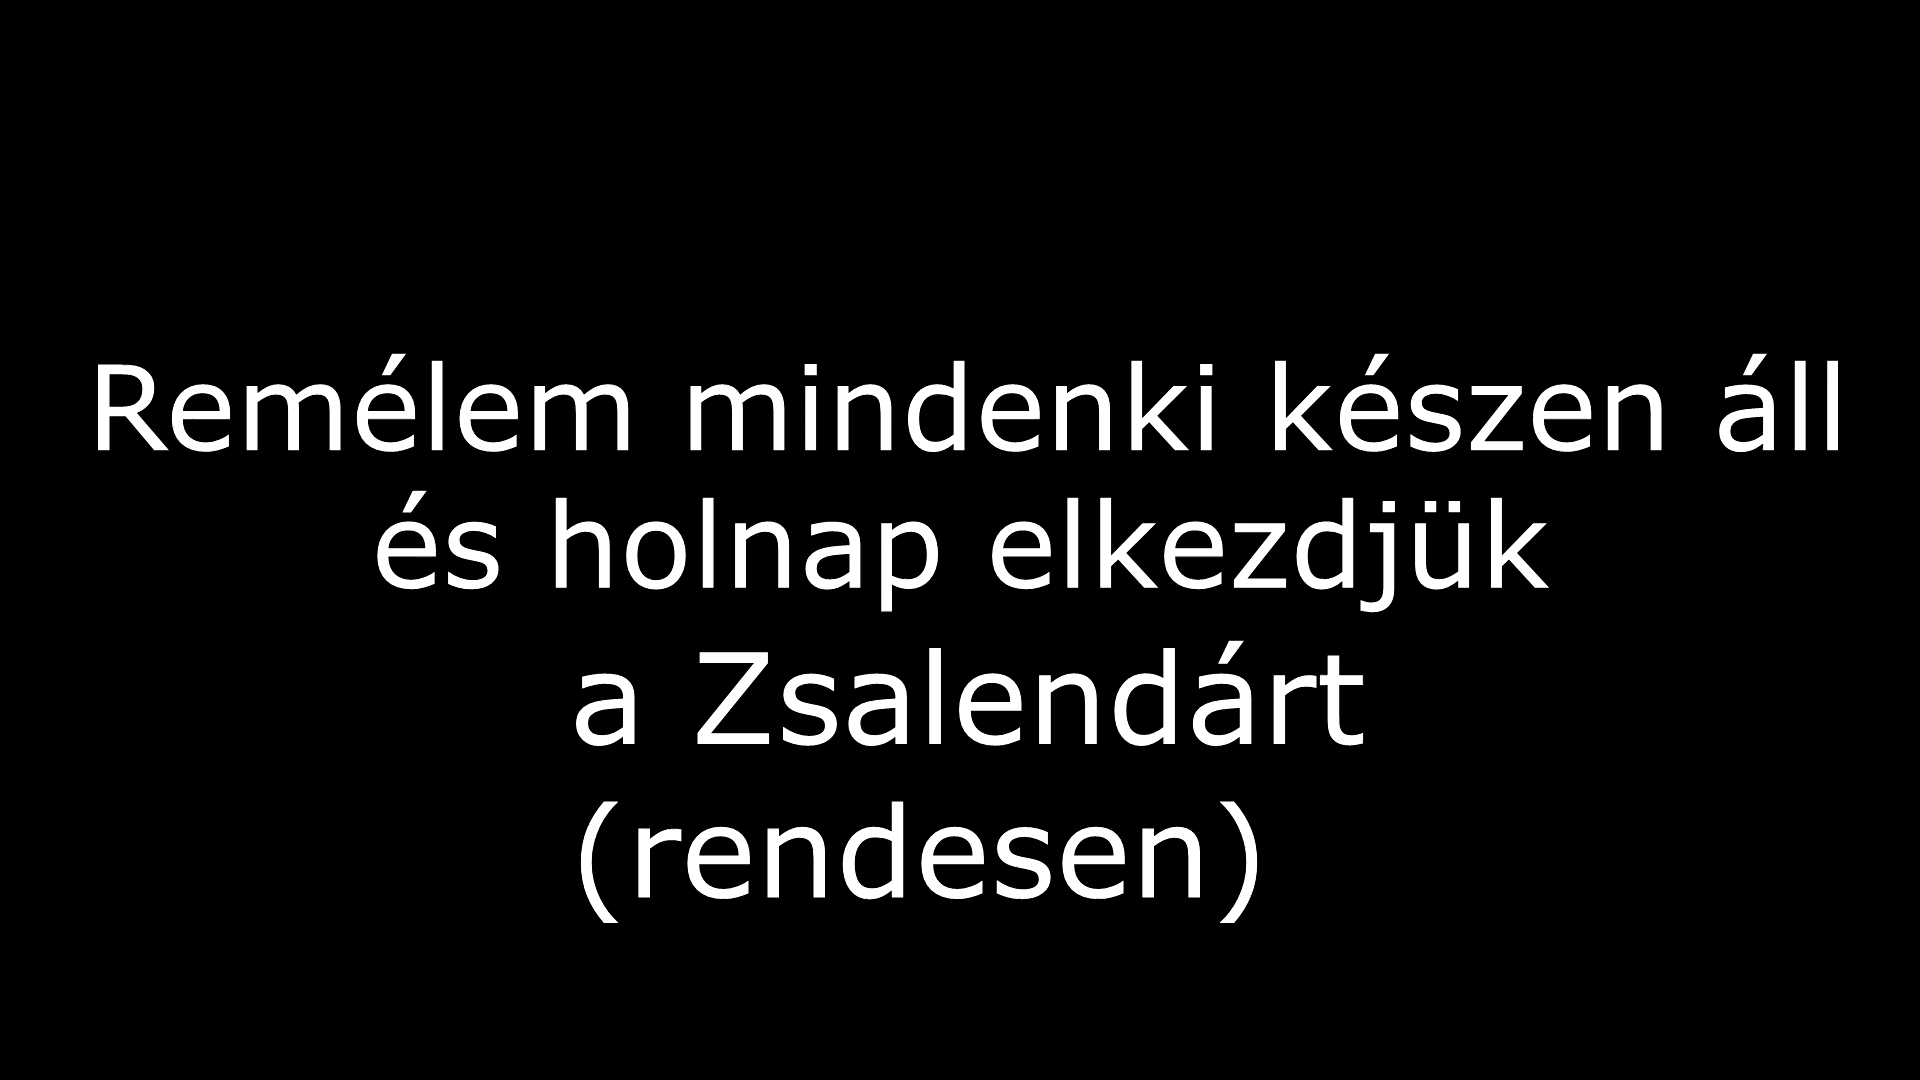 Remélem mindenki készen áll
és holnap elkezdjük
a Zsalendárt
(rendesen)